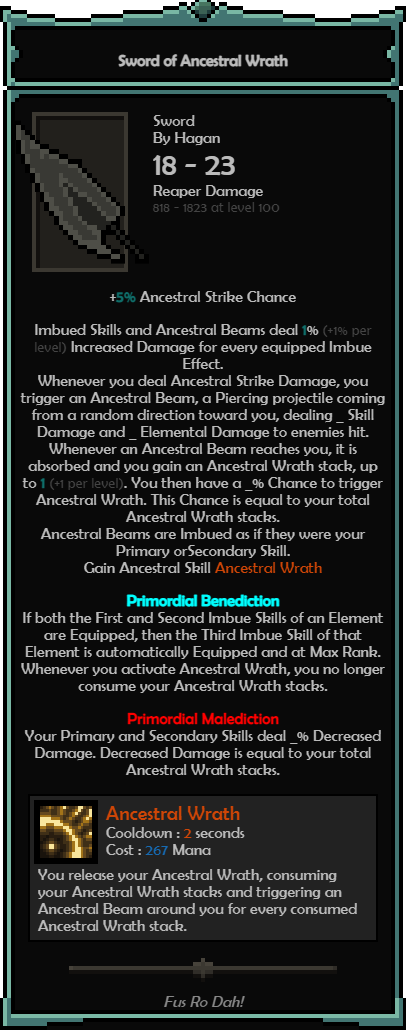 Sword of Ancestral Wrath
Sword
By Hagan
18 - 23
Reaper Damage
818 - 1823 at level 100
+5% Ancestral Strike Chance
Imbued Skills and Ancestral Beams deal 1% (+1% per
level) Increased Damage for every equipped Imbue
Effect.
Whenever you deal Ancestral Strike Damage, you
trigger an Ancestral Beam, a Piercing projectile coming
from a random direction toward you, dealing _ Skill
Damage and _ Elemental Damage to enemies hit.
Whenever an Ancestral Beam reaches you, it is
absorbed and you gain an Ancestral Wrath stack, up
to 1 (+1 per level). You then have a _% Chance to trigger
Ancestral Wrath. This Chance is equal to your total
Ancestral Wrath stacks.
Ancestral Beams are Imbued as if they were your
Primary orSecondary Skill.
Gain Ancestral Skill Ancestral Wrath
Primordial Benediction
If both the First and Second Imbue Skills of an Element
are Equipped, then the Third Imbue Skill of that
Element is automatically Equipped and at Max Rank.
Whenever you activate Ancestral Wrath, you no longer
consume your Ancestral Wrath stacks.
Primordial Malediction
Your Primary and Secondary Skills deal _% Decreased
Damage. Decreased Damage is equal to your total
Ancestral Wrath stacks.
Ancestral Wrath
Cooldown : 2 seconds
Cost : 267 Mana
You release your Ancestral Wrath, consuming
your Ancestral Wrath stacks and triggering an
Ancestral Beam around you for every consumed
Ancestral Wrath stack.
Fus Ro Dah!